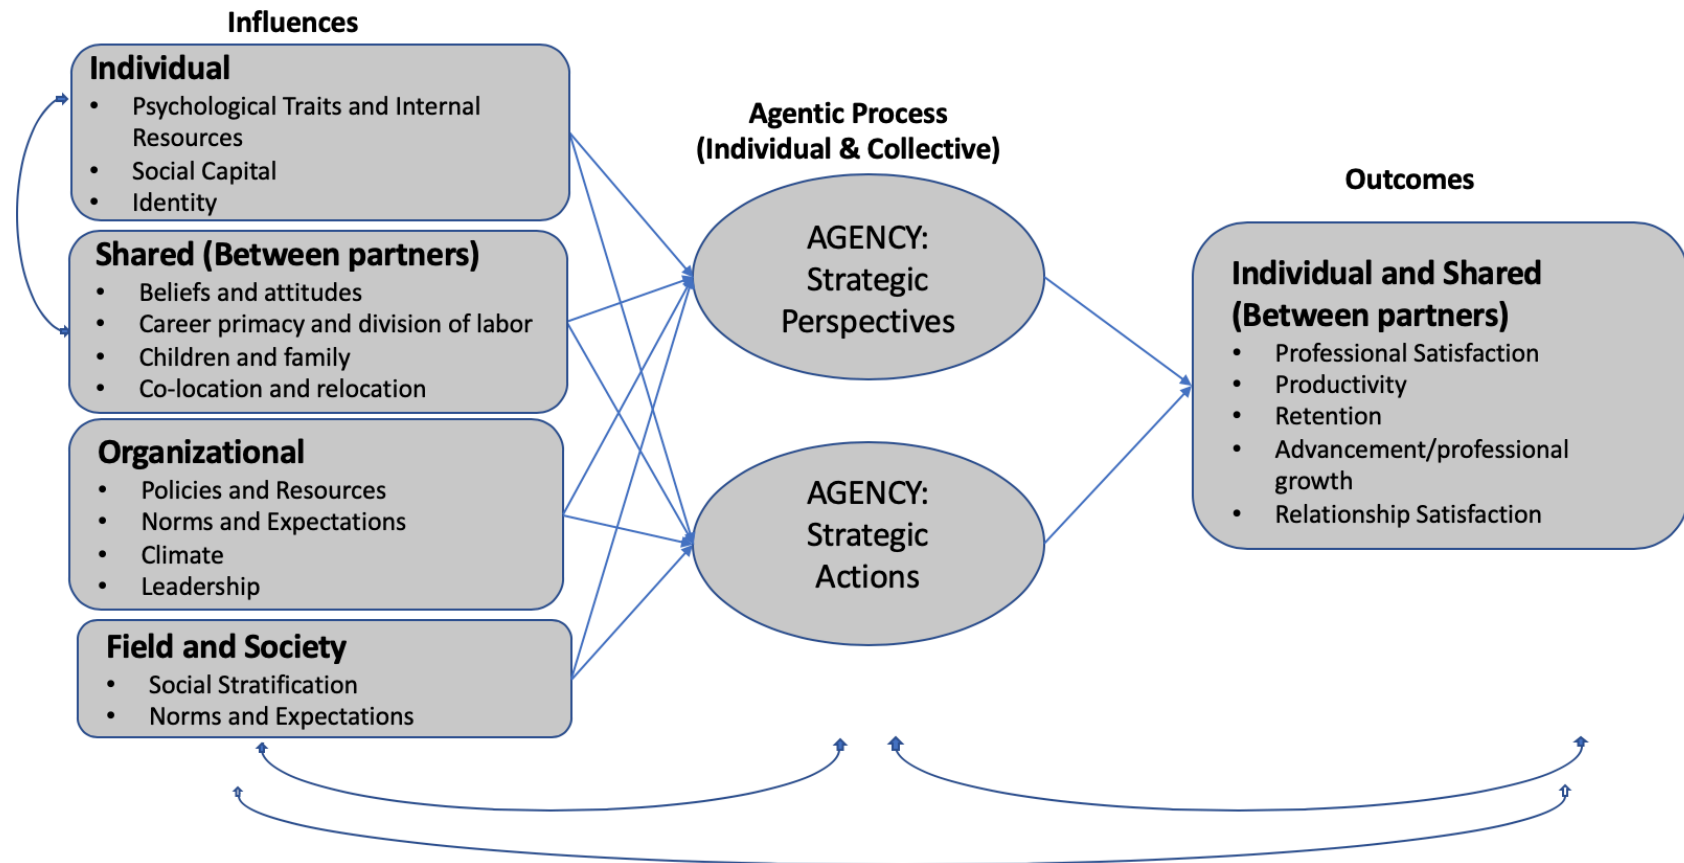 Influences
Individual
• Psychological Traits and Internal
Resources
• Social Capital
• Identity
Shared (Between partners)
• Beliefs and attitudes
• Career primacy and division of labor
• Children and family
• Co-location and relocation
Organizational
• Policies and Resources
• Norms and Expectations
• Climate
• Leadership
Field and Society
• Social Stratification
• Norms and Expectations
Agentic Process
(Individual & Collective)
AGENCY:
Strategic
Perspectives
AGENCY:
Strategic
Actions
Outcomes
Individual and Shared
(Between partners)
• Professional Satisfaction
• Productivity
• Retention
• Advancement/professional
growth
• Relationship Satisfaction